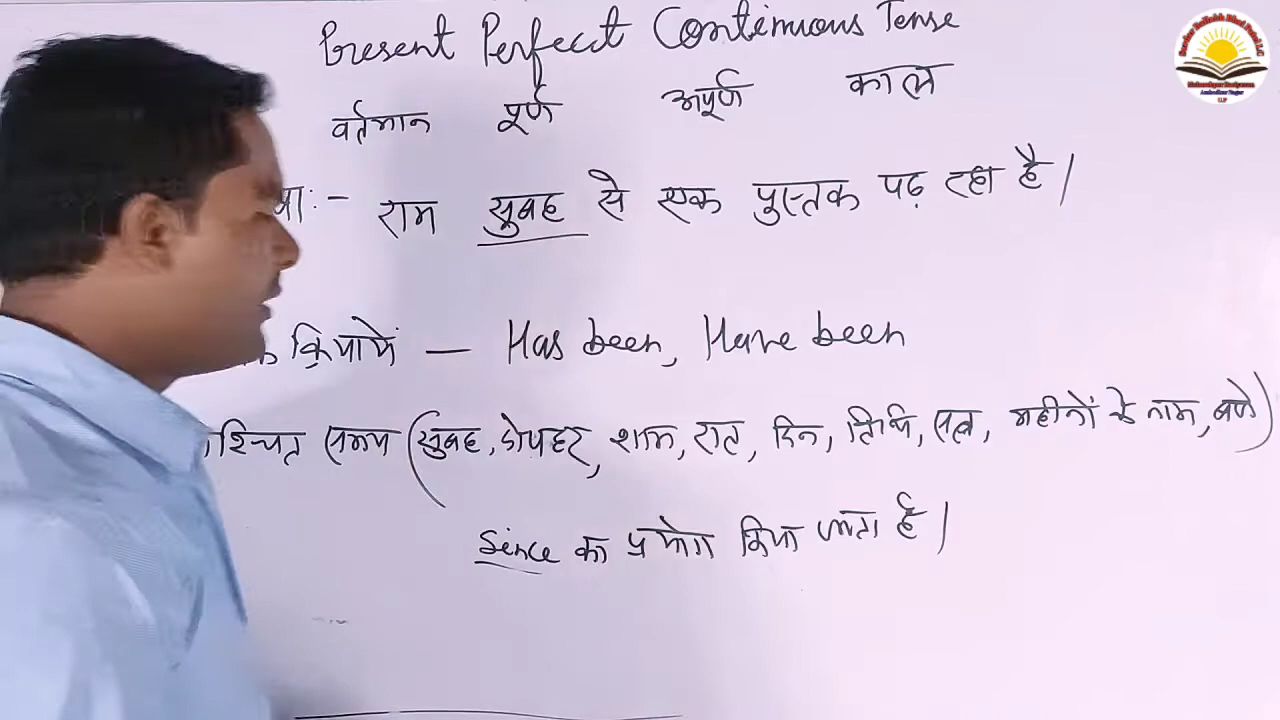 Present Perfect Continuous Tense
वर्तमान पूर्ण अपूर्ण काल
राम सुबह से एक पुस्तक पढ़ रहा है।
क्रियायें — Has been, Have been
समय (सुबह, दोपहर, शाम, रात, दिन, तिथि, सन्, महीनों के नाम, बजे)
Since का प्रयोग किया जाता है।